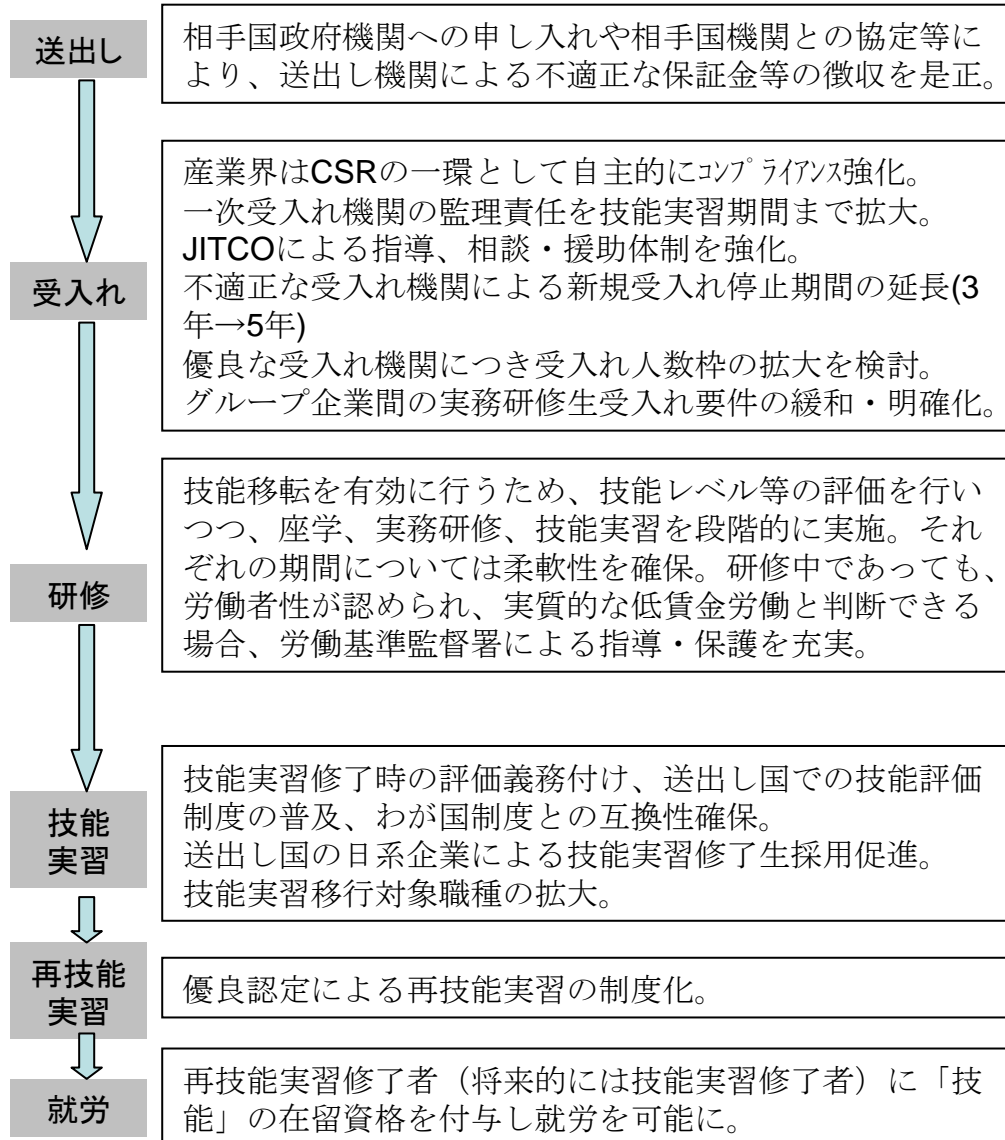 送出し
相手国政府機関への申し入れや相手国機関との協定等に
より、送出し機関による不適正な保証金等の徴収を是正。
受入れ
産業界はCSRの一環として自主的にｺﾝﾌﾟﾗｲｱﾝｽ強化。
一次受入れ機関の監理責任を技能実習期間まで拡大。
JITCOによる指導、相談・援助体制を強化。
不適正な受入れ機関による新規受入れ停止期間の延長(3
年→5年)
優良な受入れ機関につき受入れ人数枠の拡大を検討。
グループ企業間の実務研修生受入れ要件の緩和・明確化。
研修
技能移転を有効に行うため、技能レベル等の評価を行い
つつ、座学、実務研修、技能実習を段階的に実施。それ
ぞれの期間については柔軟性を確保。研修中であっても、
労働者性が認められ、実質的な低賃金労働と判断できる
場合、労働基準監督署による指導・保護を充実。
技能
実習
技能実習修了時の評価義務付け、送出し国での技能評価
制度の普及、わが国制度との互換性確保。
送出し国の日系企業による技能実習修了生採用促進。
技能実習移行対象職種の拡大。
再技能
実習
優良認定による再技能実習の制度化。
就労
再技能実習修了者（将来的には技能実習修了者）に「技
能」の在留資格を付与し就労を可能に。